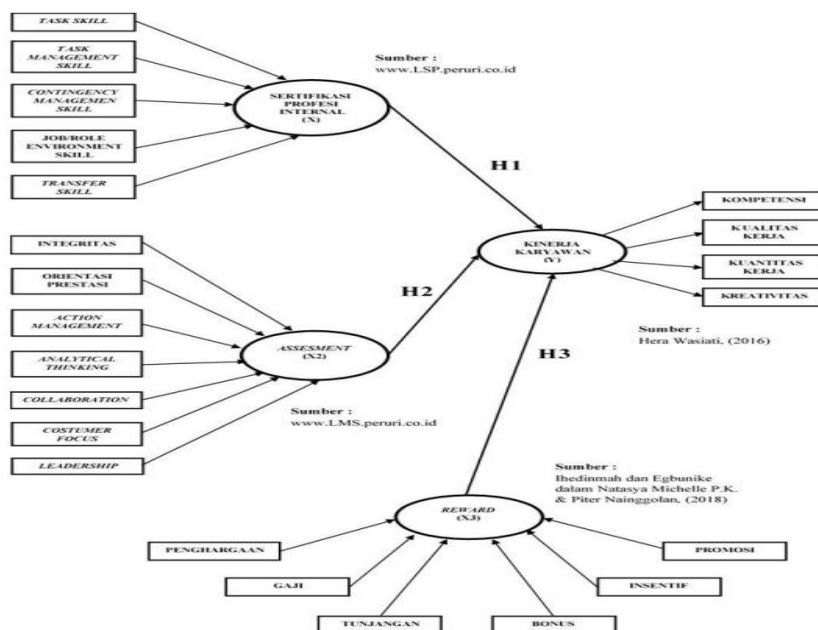 TASK SKILL
TASK
MANAGEMENT
SKILL
CONTINGENCY
MANAGEMEN
SKILL
JOB/ROLE
ENVIRONMENT
SKILL
TRANSFER
SKILL
Sumber :
www.LSP.peruri.co.id
SERTIFIKASI
PROFESI
INTERNAL
(X)
H1
KINERJA
KARYAWAN
(Y)
KOMPETENSI
KUALITAS
KERJA
KUANTITAS
KERJA
KREATIVITAS
Sumber :
Hera Wasiati, (2016)
INTEGRITAS
ORIENTASI
PRESTASI
ACTION
MANAGEMENT
ANALYTICAL
THINKING
COLLABORATION
COSTUMER
FOCUS
LEADERSHIP
ASSESMENT
(X2)
H2
Sumber :
www.LMS.peruri.co.id
H3
Sumber :
Ihedinmah dan Egbunike
dalam Natasya Michelle P.K.
& Piter Nainggolan, (2018)
REWARD
(X3)
PENGHARGAAN
GAJI
TUNJANGAN
BONUS
INSENTIF
PROMOSI